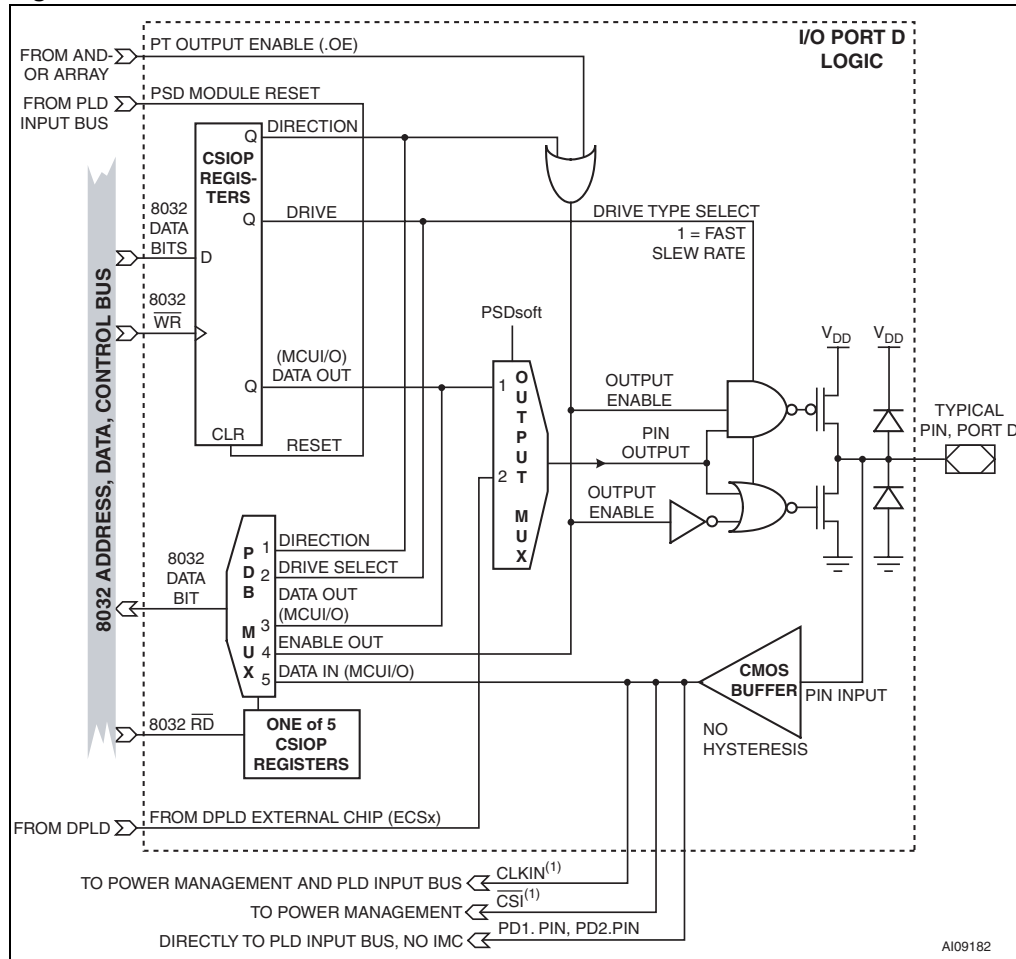 I/O PORT D
LOGIC
FROM AND-
OR ARRAY
PT OUTPUT ENABLE (.OE)
FROM PLD
INPUT BUS
PSD MODULE RESET
8032 ADDRESS, DATA, CONTROL BUS
CSIOP
REGIS-
TERS
Q
DIRECTION
Q
DRIVE
DRIVE TYPE SELECT
1 = FAST
SLEW RATE
8032
DATA
BITS
D
8032
WR
PSDsoft
(MCUI/O)
DATA OUT
Q
CLR
RESET
1
2
OUTPUT MUX
OUTPUT
ENABLE
PIN
OUTPUT
OUTPUT
ENABLE
VDD
VDD
TYPICAL
PIN, PORT D
8032
DATA
BIT
PDB MUX
1
DIRECTION
2
DRIVE SELECT
DATA OUT
(MCUI/O)
3
4
ENABLE OUT
5
DATA IN (MCUI/O)
CMOS
BUFFER
PIN INPUT
NO
HYSTERESIS
8032 RD
ONE of 5
CSIOP
REGISTERS
FROM DPLD
FROM DPLD EXTERNAL CHIP (ECSx)
TO POWER MANAGEMENT AND PLD INPUT BUS
CLKIN(1)
TO POWER MANAGEMENT
CSI(1)
DIRECTLY TO PLD INPUT BUS, NO IMC
PD1. PIN, PD2.PIN
AI09182